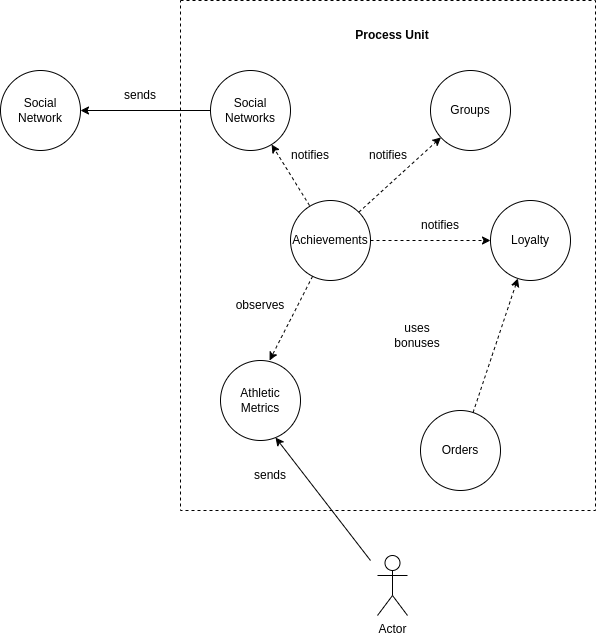 Process Unit
Social
Network
sends
Social
Networks
Groups
notifies
notifies
Achievements
notifies
Loyalty
observes
uses
bonuses
Athletic
Metrics
Orders
sends
Actor